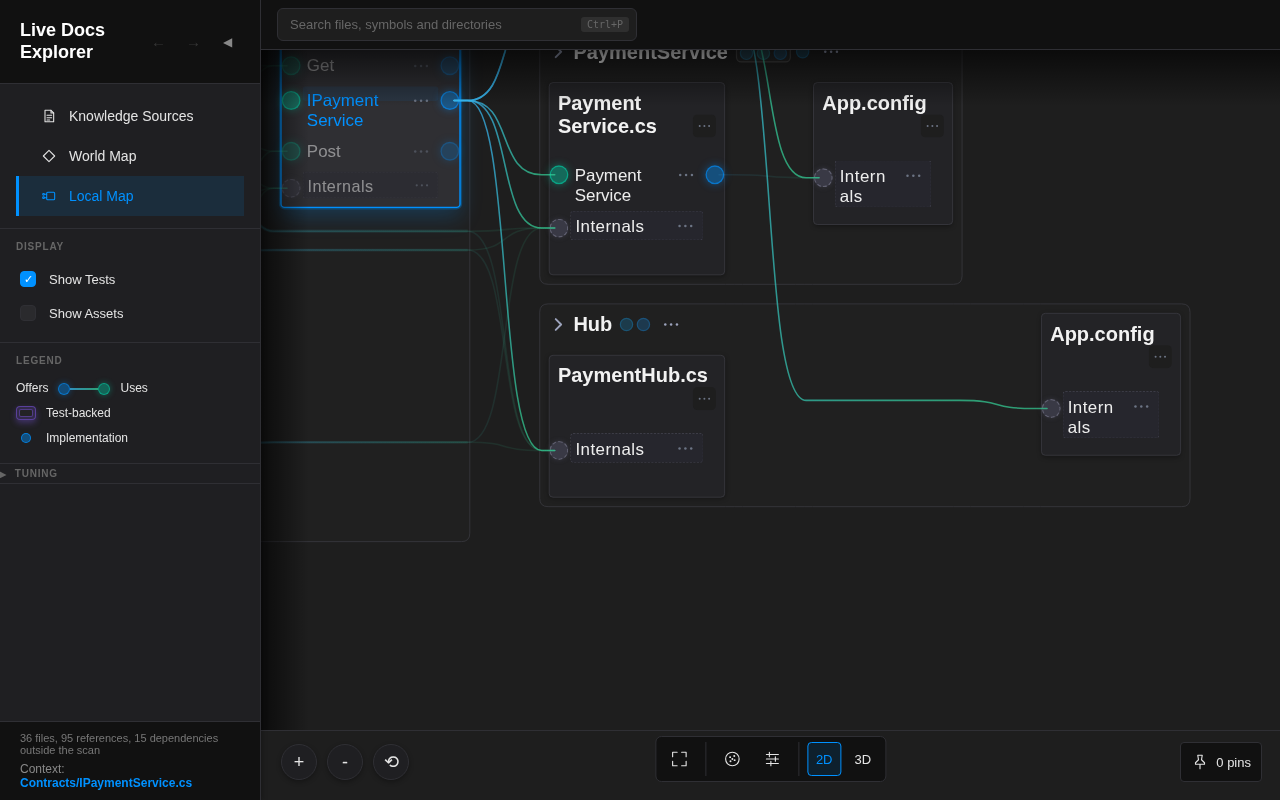 Live Docs
Explorer
Search files, symbols and directories
Ctrl+P
Knowledge Sources
World Map
Local Map
DISPLAY
Show Tests
Show Assets
LEGEND
Offers
Uses
Test-backed
Implementation
TUNING
36 files, 95 references, 15 dependencies
outside the scan
Context:
Contracts/IPaymentService.cs
Get
IPayment
Service
Post
Internals
PaymentService
Payment
Service.cs
Payment
Service
Internals
App.config
Intern
als
Hub
PaymentHub.cs
Internals
App.config
Intern
als
+
-
2D
3D
0 pins